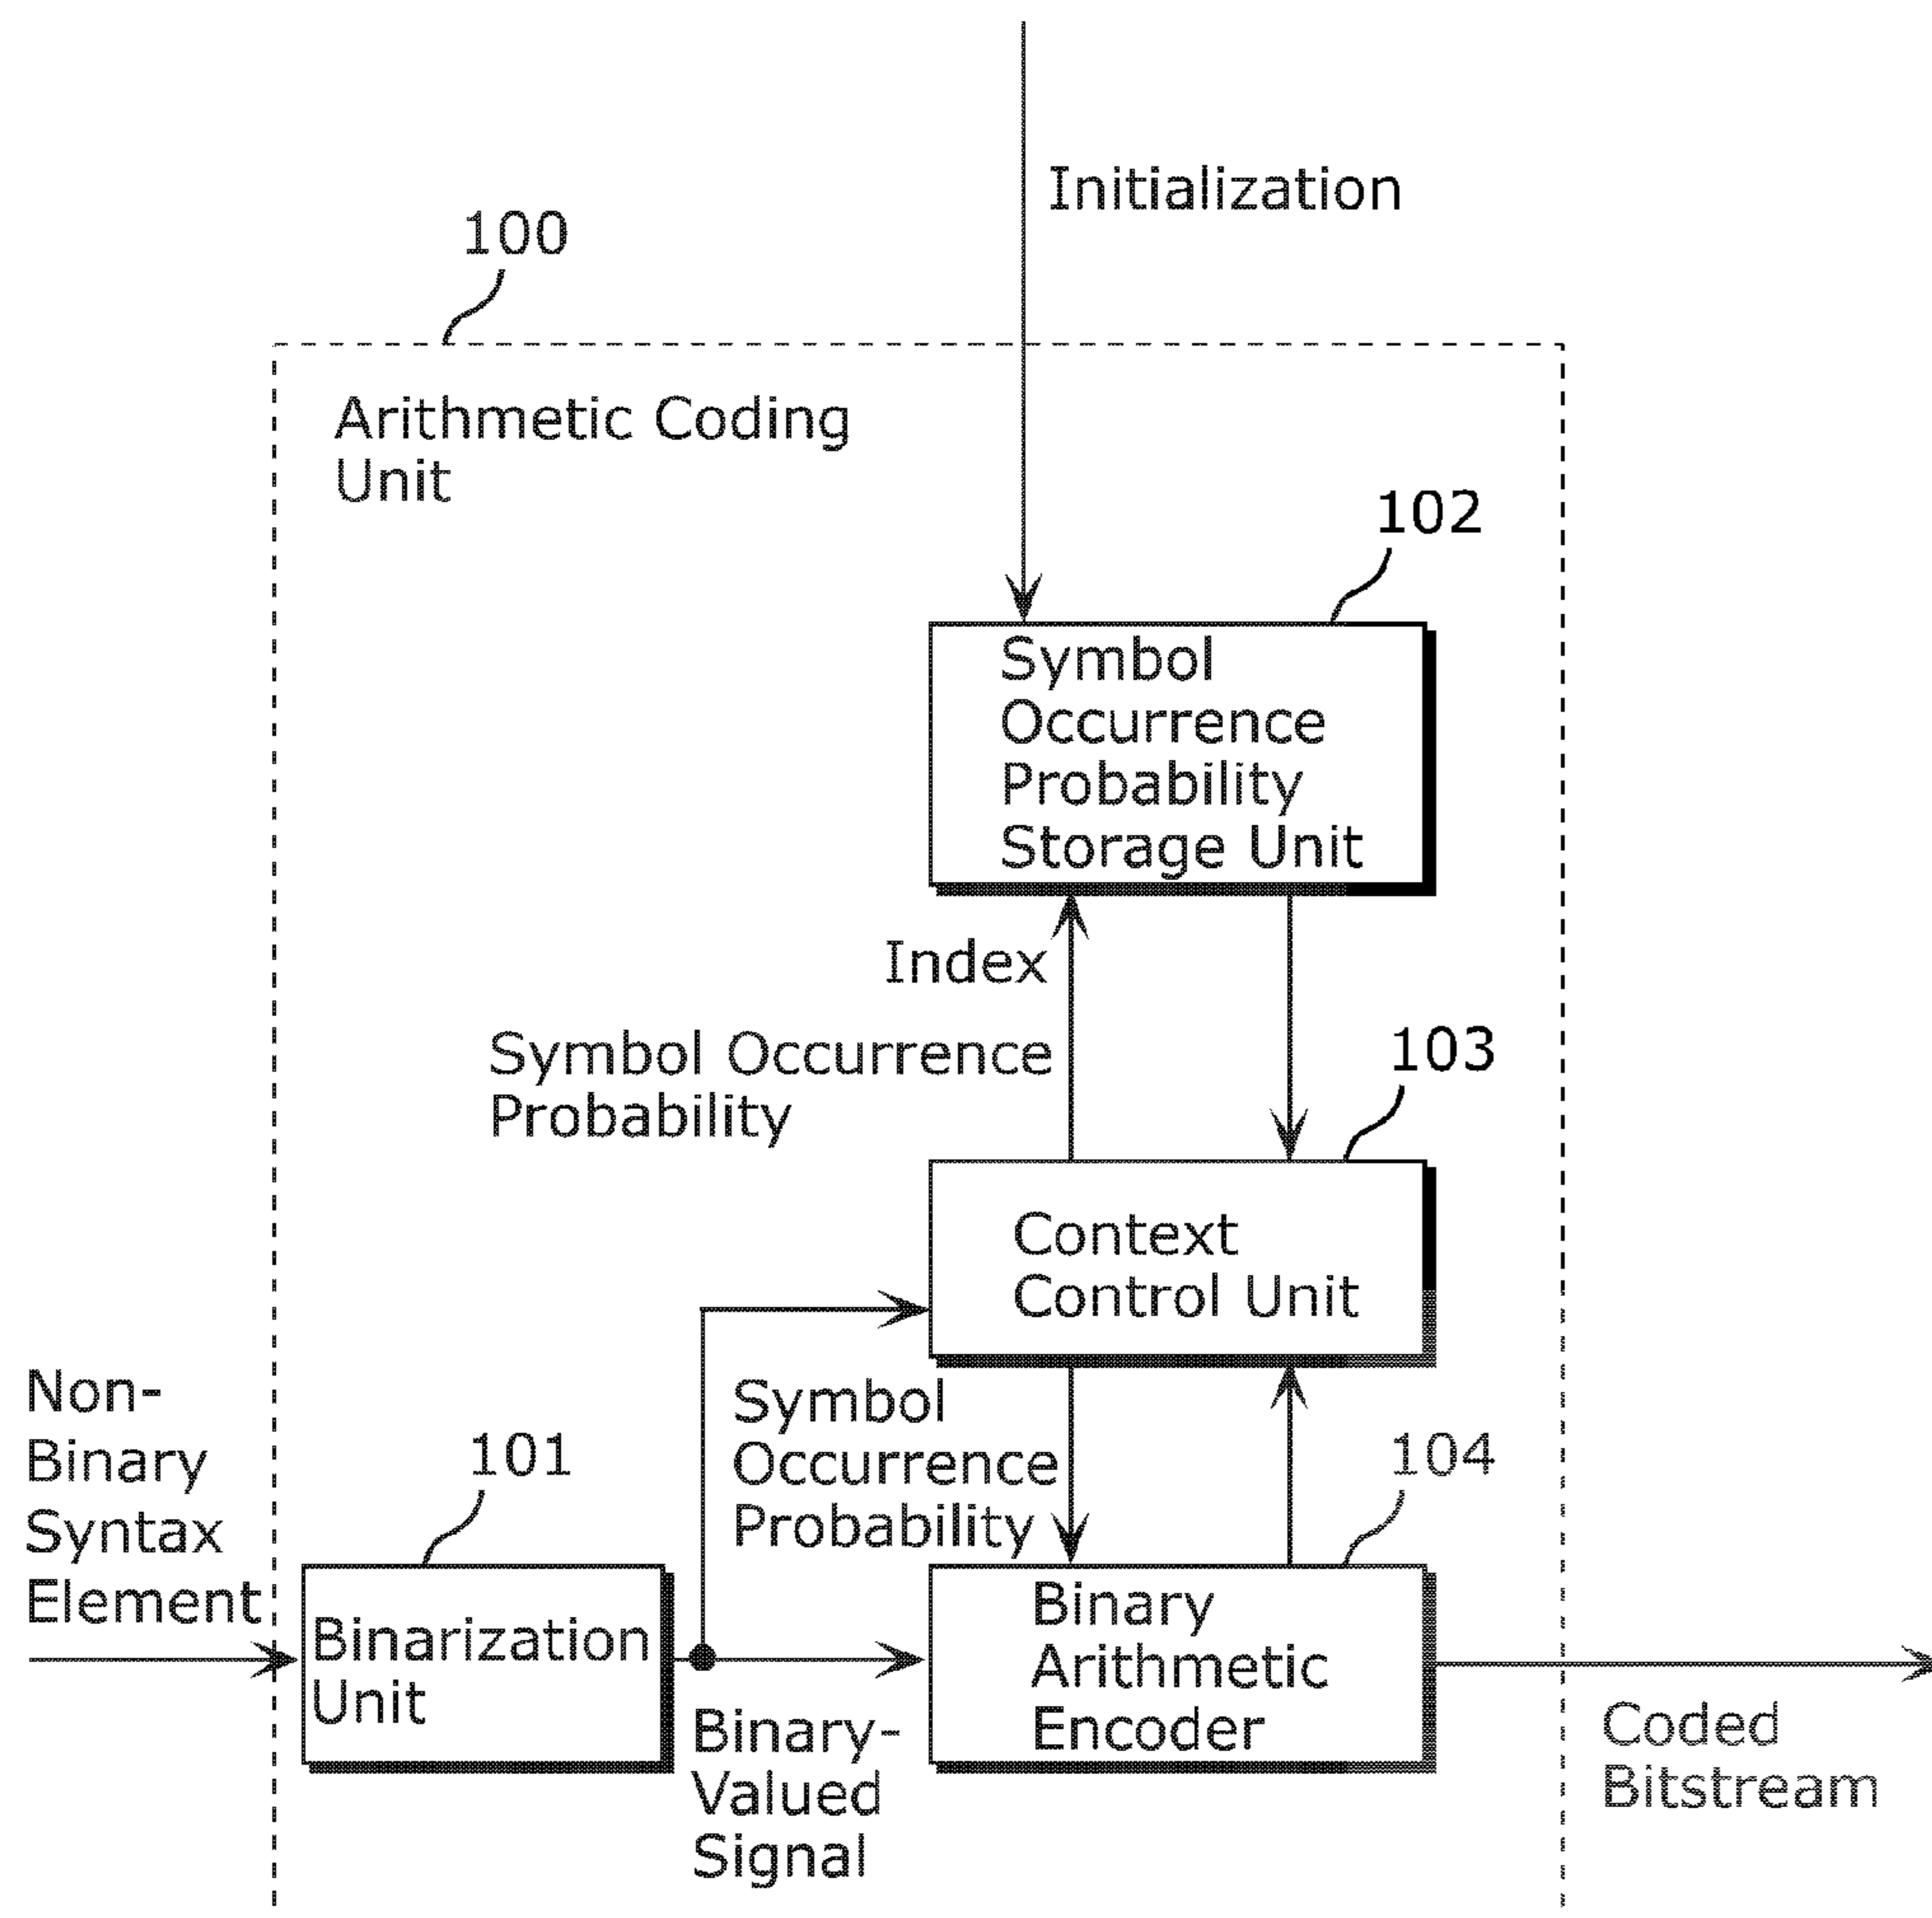 Initialization
100
Arithmetic Coding
Unit
102
Symbol
Occurrence
Probability
Storage Unit
Index
Symbol Occurrence
Probability
103
Context
Control Unit
Non-
Binary
Syntax
Element
101
Symbol
Occurrence
Probability
104
Binarization
Unit
Binary
Arithmetic
Encoder
Binary-
Valued
Signal
Coded
Bitstream